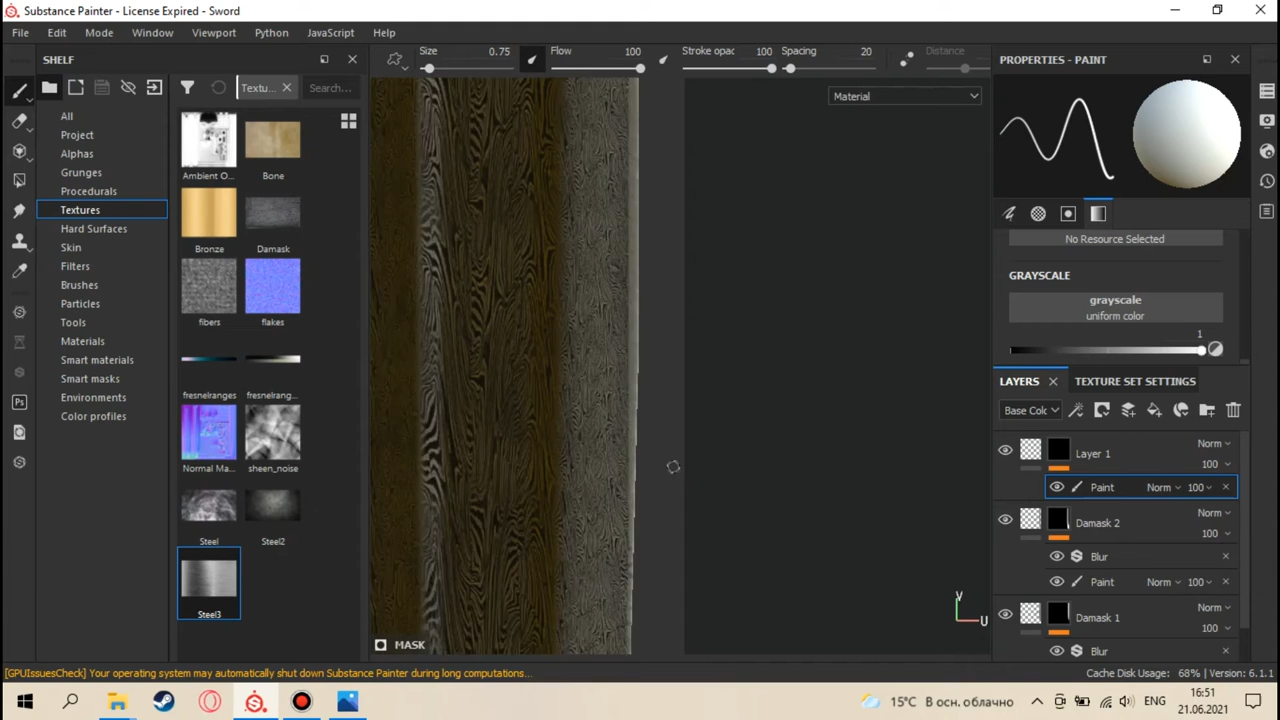 Substance Painter - License Expired - Sword
File Edit Mode Window Viewport Python JavaScript Help
SHELF
Size 0.75 Flow 100 Stroke opac 100 Spacing 20 Distance
PROPERTIES - PAINT
Textu... Search...
Material
All
Project
Alphas
Grunges
Procedurals
Textures
Hard Surfaces
Skin
Filters
Brushes
Particles
Tools
Materials
Smart materials
Smart masks
Environments
Color profiles
Ambient O... Bone
Bronze Damask
fibers flakes
fresnelranges fresnelrang...
Normal Ma... sheen_noise
Steel Steel2
Steel3
MASK
V
U
No Resource Selected
GRAYSCALE
grayscale
uniform color
1
LAYERS TEXTURE SET SETTINGS
Base Colo
Norm
Layer 1
100
Paint Norm 100
Norm
Damask 2
100
Blur
Paint Norm 100
Norm
Damask 1
100
Blur
Ps
[GPUIssuesCheck] Your operating system may automatically shut down Substance Painter during long computations...
Cache Disk Usage: 68% | Version: 6.1.1
15°C В осн. облачно
ENG
16:51
21.06.2021